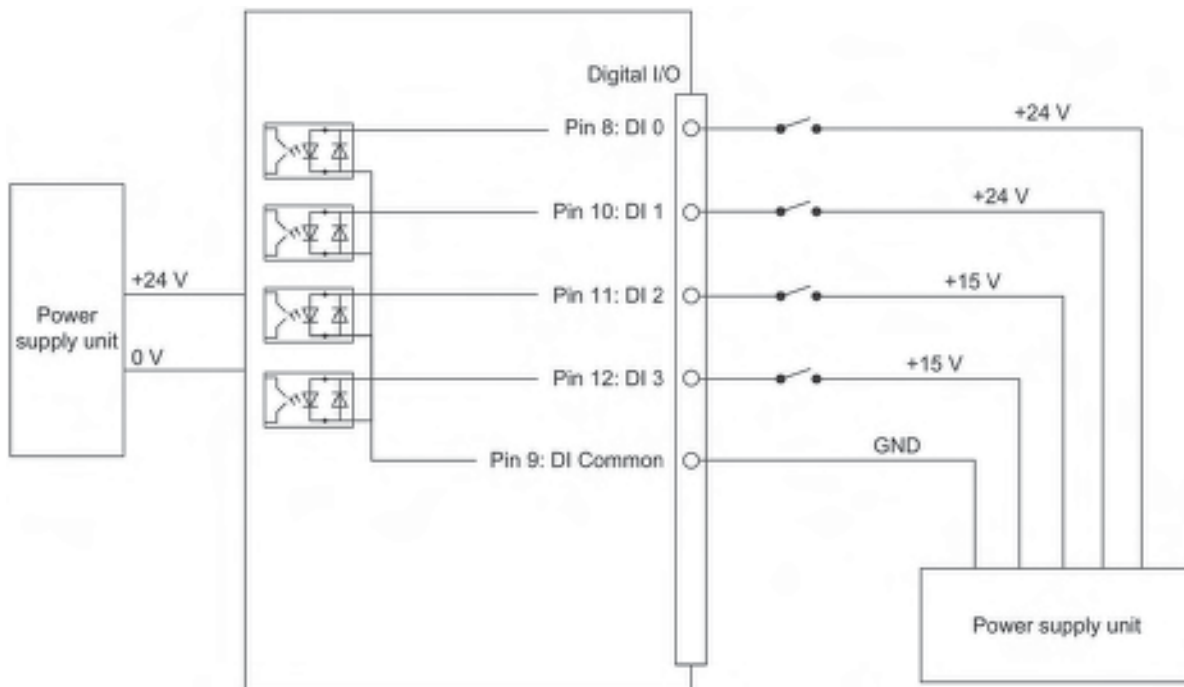 Digital I/O
Pin 8: DI 0
+24 V
Pin 10: DI 1
+24 V
+24 V
Pin 11: DI 2
+15 V
Power
supply unit
0 V
Pin 12: DI 3
+15 V
Pin 9: DI Common
GND
Power supply unit